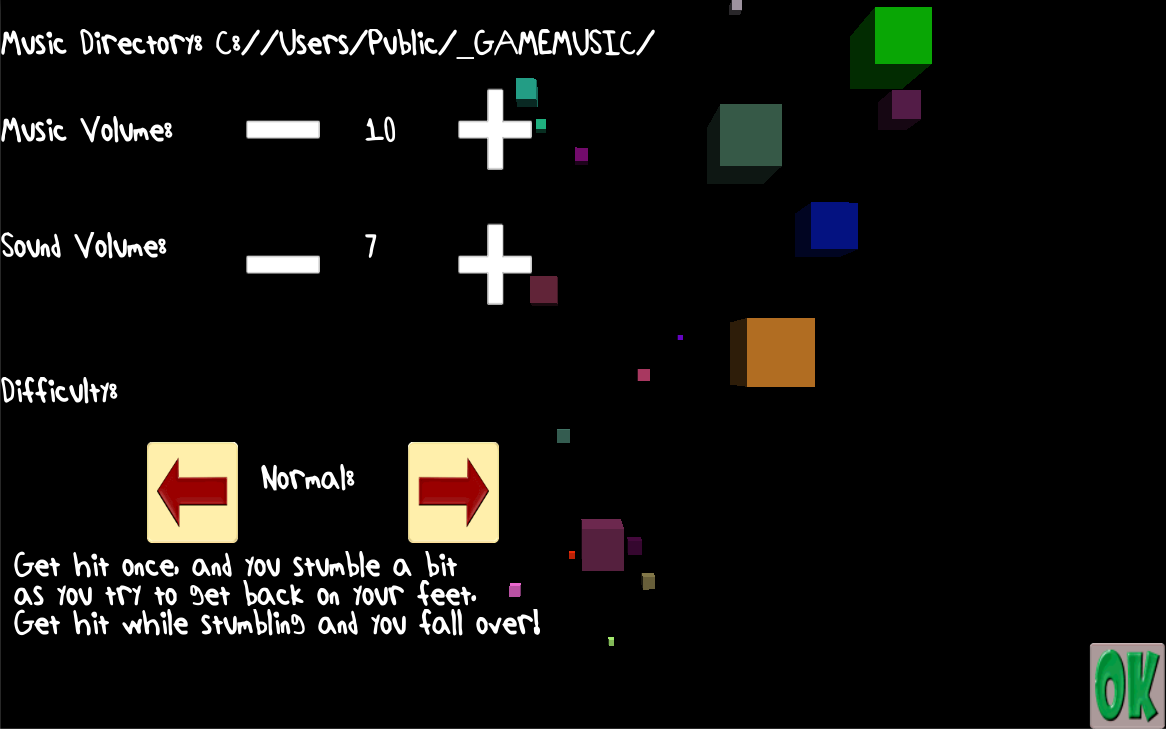 Music Directory: C://Users/Public/_GAMEMUSIC/
Music Volume: 10
Sound Volume: 7
Difficulty:
Normal:
Get hit once, and you stumble a bit
as you try to get back on your feet.
Get hit while stumbling and you fall over!
OK